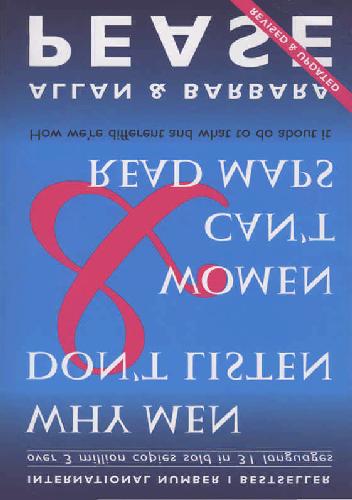 INTERNATIONAL NUMBER 1 BESTSELLER
over 3 million copies sold in 31 languages
WHY MEN
DON'T LISTEN
&
WOMEN
CAN'T
READ MAPS
How we're different and what to do about it
ALLAN & BARBARA
PEASE
REVISED & UPDATED